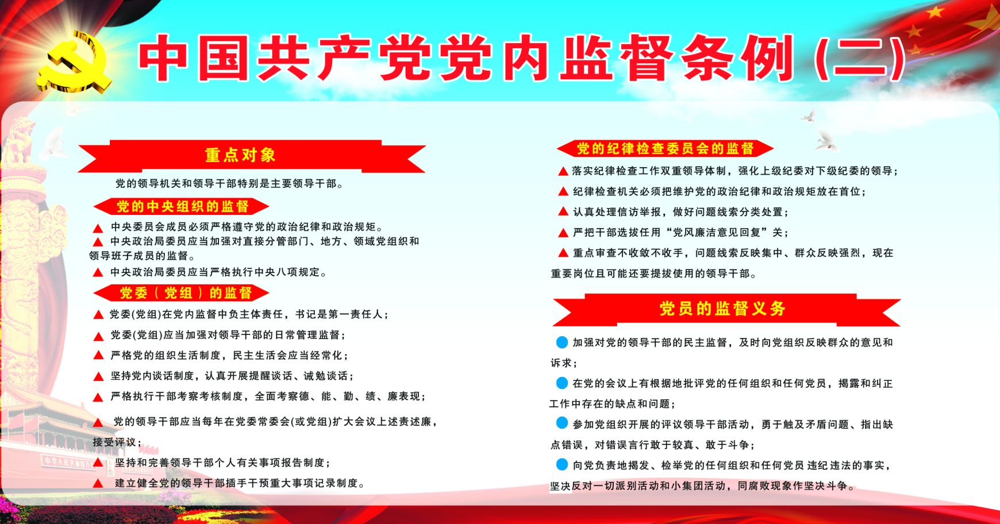 中国共产党党内监督条例(二)
重点对象
党的领导机关和领导干部特别是主要领导干部。
党的中央组织的监督
▲ 中央委员会成员必须严格遵守党的政治纪律和政治规矩。
▲ 中央政治局委员应当加强对直接分管部门、地方、领域党组织和
领导班子成员的监督。
▲ 中央政治局委员应当严格执行中央八项规定。
党委（党组）的监督
▲ 党委(党组)在党内监督中负主体责任，书记是第一责任人；
▲ 党委(党组)应当加强对领导干部的日常管理监督；
▲ 严格党的组织生活制度，民主生活会应当经常化；
▲ 坚持党内谈话制度，认真开展提醒谈话、诫勉谈话；
▲ 严格执行干部考察考核制度，全面考察德、能、勤、绩、廉表现；
▲ 党的领导干部应当每年在党委常委会(或党组)扩大会议上述责述廉，
接受评议；
▲ 坚持和完善领导干部个人有关事项报告制度；
▲ 建立健全党的领导干部插手干预重大事项记录制度。
中华人民共和国万
党的纪律检查委员会的监督
▲ 落实纪律检查工作双重领导体制，强化上级纪委对下级纪委的领导；
▲ 纪律检查机关必须把维护党的政治纪律和政治规矩放在首位；
▲ 认真处理信访举报，做好问题线索分类处置；
▲ 严把干部选拔任用“党风廉洁意见回复”关；
▲ 重点审查不收敛不收手，问题线索反映集中、群众反映强烈，现在
重要岗位且可能还要提拔使用的领导干部。
党员的监督义务
● 加强对党的领导干部的民主监督，及时向党组织反映群众的意见和
诉求；
● 在党的会议上有根据地批评党的任何组织和任何党员，揭露和纠正
工作中存在的缺点和问题；
● 参加党组织开展的评议领导干部活动，勇于触及矛盾问题、指出缺
点错误，对错误言行敢于较真、敢于斗争；
● 向党负责地揭发、检举党的任何组织和任何党员违纪违法的事实，
坚决反对一切派别活动和小集团活动，同腐败现象作坚决斗争。